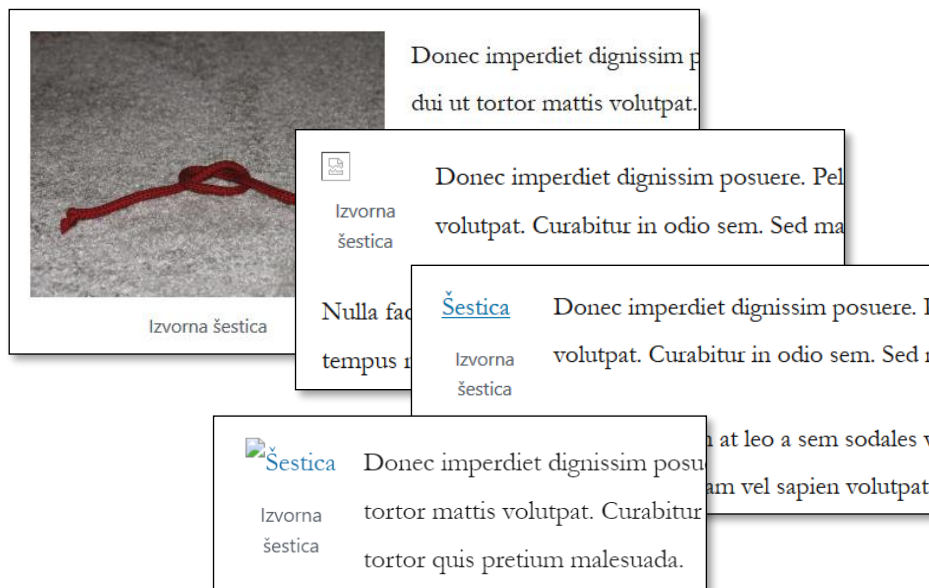 Donec imperdiet dignissim
dui ut tortor mattis volutpat.
Izvorna šestica
Donec imperdiet dignissim posuere. Pel
volutpat. Curabitur in odio sem. Sed ma
Izvorna
šestica
Nulla fac
tempus
Šestica
Donec imperdiet dignissim posuere.
volutpat. Curabitur in odio sem. Sed
Izvorna
šestica
at leo a sem sodales
am vel sapien volutpat
Šestica
Donec imperdiet dignissim posu
tortor mattis volutpat. Curabitur
tortor quis pretium malesuada.
Izvorna
šestica